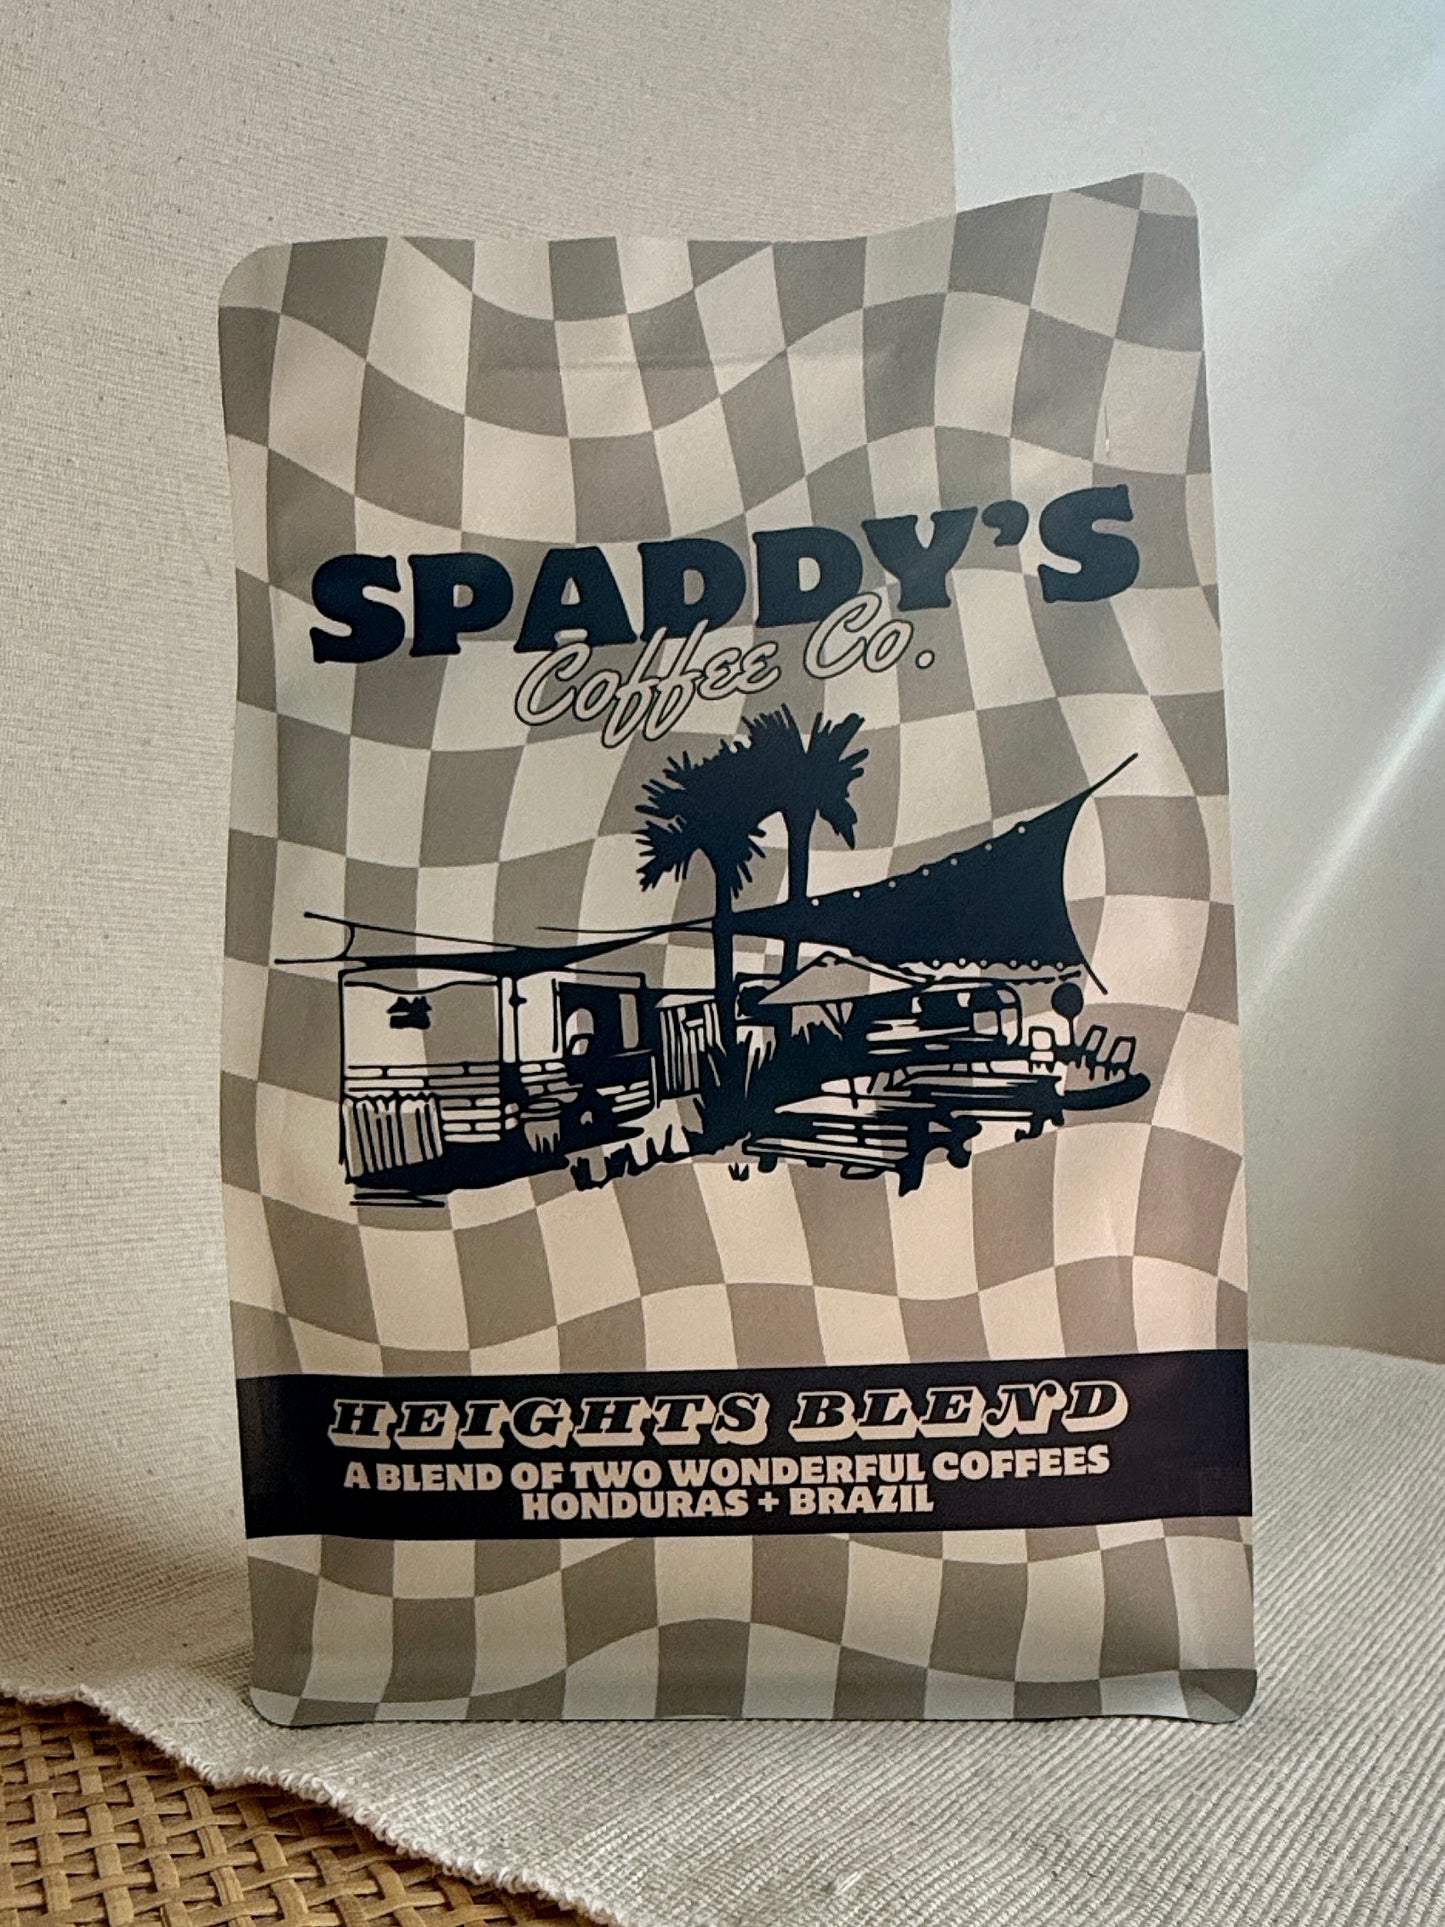 SPADDY'S
Coffee Co.
HEIGHTS BLEND
A BLEND OF TWO WONDERFUL COFFEES
HONDURAS + BRAZIL